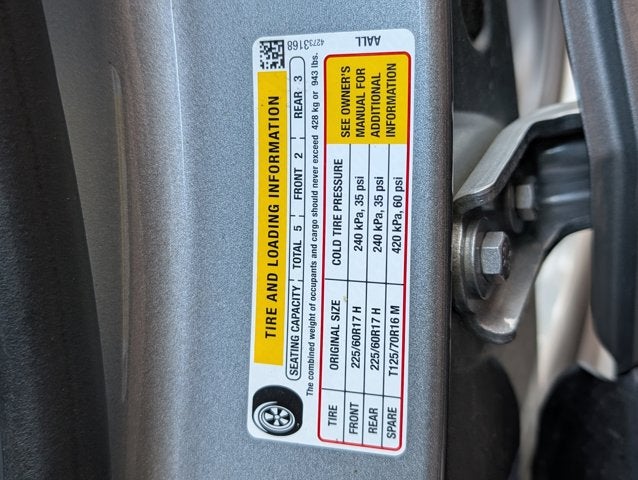 42753168
AALL
TIRE AND LOADING INFORMATION
SEATING CAPACITY TOTAL 5 FRONT 2 REAR 3
The combined weight of occupants and cargo should never exceed 428 kg or 943 lbs.
TIRE ORIGINAL SIZE COLD TIRE PRESSURE
FRONT 225/60R17 H 240 kPa, 35 psi
REAR 225/60R17 H 240 kPa, 35 psi
SPARE T125/70R16 M 420 kPa, 60 psi
SEE OWNER'S
MANUAL FOR
ADDITIONAL
INFORMATION